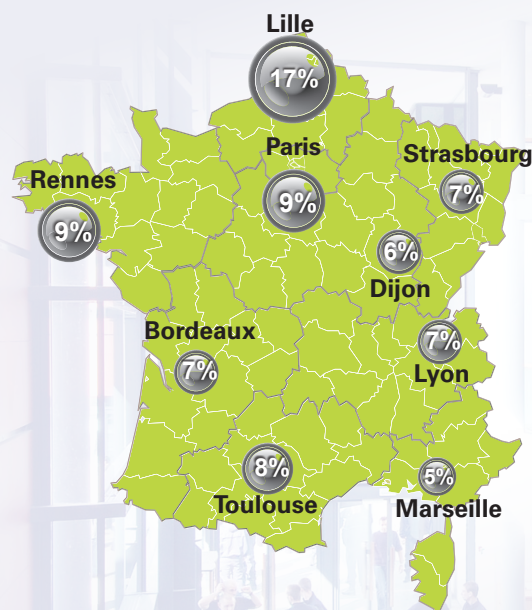 Lille
17%
Paris
9%
Strasbourg
7%
Rennes
9%
6%
Dijon
Bordeaux
7%
7%
Lyon
8%
Toulouse
5%
Marseille